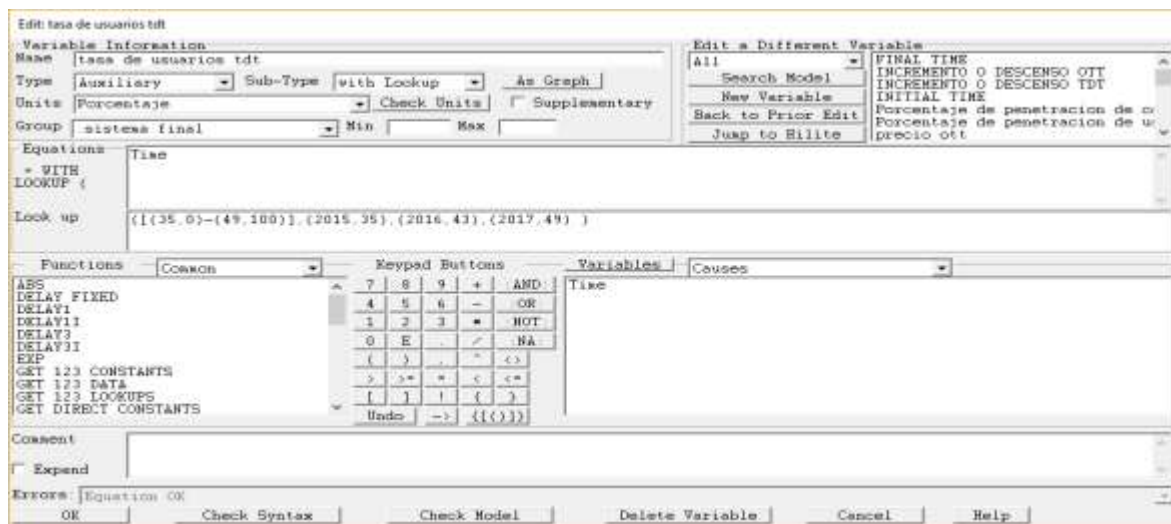 Edit: tasa de usuarios tdt
Variable Information
Name tasa de usuarios tdt
Type Auxiliary Sub-Type with Lookup As Graph
Units Porcentaje Check Units Supplementary
Group sistema final Min Max
Edit a Different Variable
All
Search Model
New Variable
Back to Prior Edit
Jump to Hilite
FINAL TIME
INCREMENTO O DESCENSO OTT
INCREMENTO O DESCENSO TDT
INITIAL TIME
Porcentaje de penetracion de
Porcentaje de penetracion de
precio ott
Equations
= WITH
LOOKUP (
Time
Look up
([(35,0)-(49,100)],(2015,35),(2016,43),(2017,49) )
Functions Common
ABS
DELAY FIXED
DELAY1
DELAY1I
DELAY3
DELAY3I
EXP
GET 123 CONSTANTS
GET 123 DATA
GET 123 LOOKUPS
GET DIRECT CONSTANTS
Keypad Buttons
7 8 9 + :AND:
4 5 6 - :OR:
1 2 3 * :NOT:
0 E . / :NA:
( ) , ^ <>
> >= = < <=
[ ] ! { }
Undo -> {[()]}
Variables Causes
Time
Comment
Expand
Errors: Equation OK
OK Check Syntax Check Model Delete Variable Cancel Help